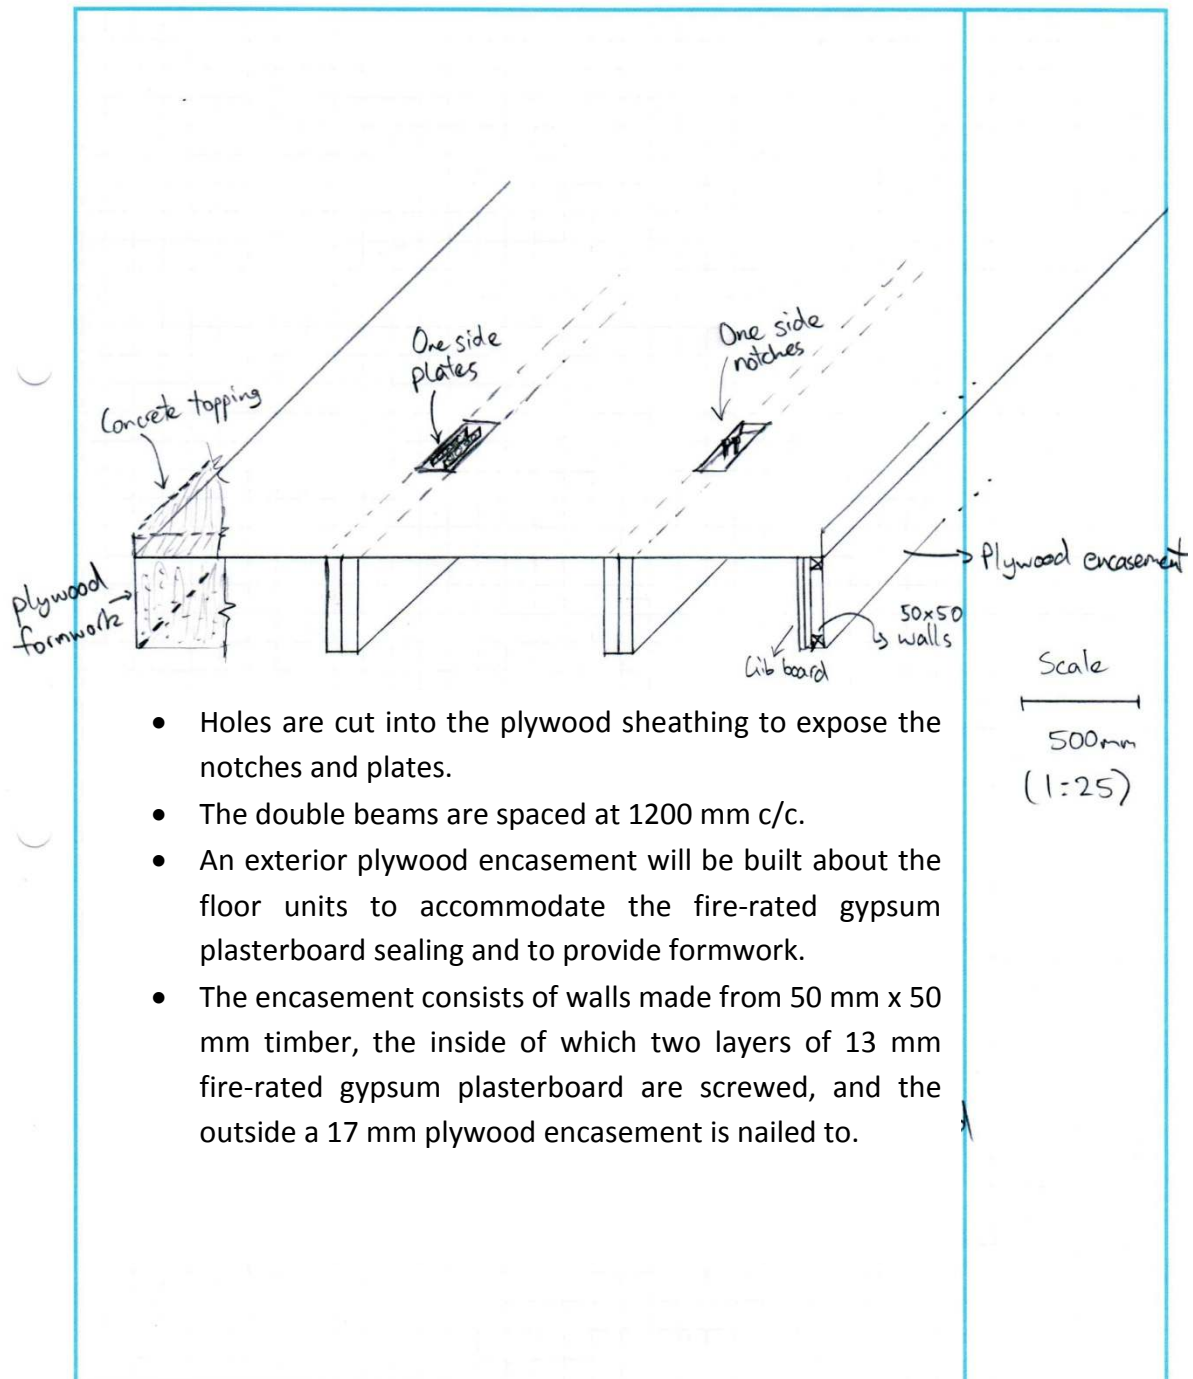 One side
plates
One side
notches
Concrete topping
plywood
formwork
Plywood encasement
50x50
walls
Gib board
Scale
500mm
(1:25)
• Holes are cut into the plywood sheathing to expose the
notches and plates.
• The double beams are spaced at 1200 mm c/c.
• An exterior plywood encasement will be built about the
floor units to accommodate the fire-rated gypsum
plasterboard sealing and to provide formwork.
• The encasement consists of walls made from 50 mm x 50
mm timber, the inside of which two layers of 13 mm
fire-rated gypsum plasterboard are screwed, and the
outside a 17 mm plywood encasement is nailed to.